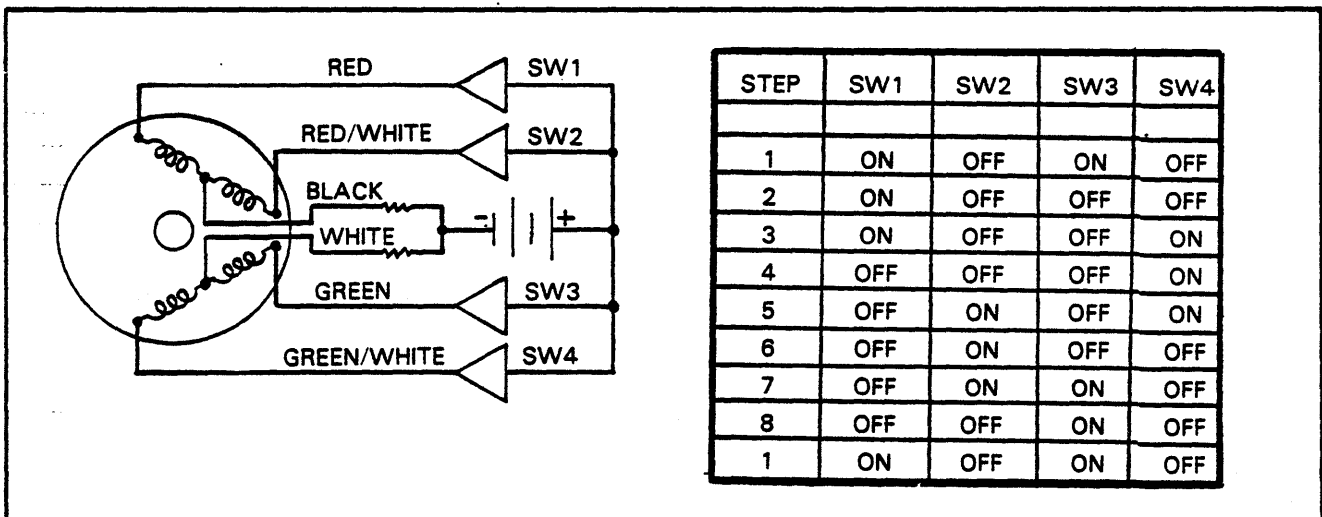 RED SW1
RED/WHITE SW2
BLACK
- +
WHITE
GREEN SW3
GREEN/WHITE SW4
STEP SW1 SW2 SW3 SW4
1 ON OFF ON OFF
2 ON OFF OFF OFF
3 ON OFF OFF ON
4 OFF OFF OFF ON
5 OFF ON OFF ON
6 OFF ON OFF OFF
7 OFF ON ON OFF
8 OFF OFF ON OFF
1 ON OFF ON OFF